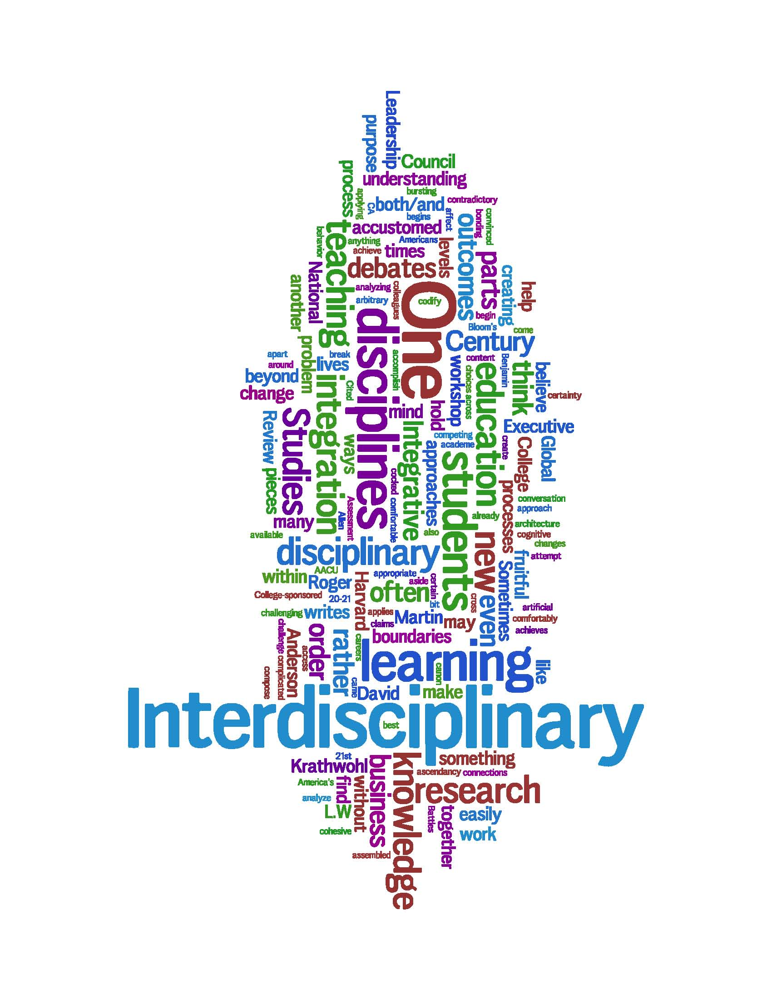 Leadership
purpose
Council
process
understanding
bursting
applying
CA
both/and
contradictory
begins
affect
bonding
convinced
outcomes
teaching
behavior
accustomed
anything
Americans
achieve
times
levels
debates
parts
National
another
creating
help
analyzing
arbitrary
colleagues
One
codify
begin
disciplines
Bloom's
come
Century
problem
apart
around
break
lives
beyond
change
accomplish
workshop
content
choices
across
Benjamin
education
think
believe
certainty
integration
Cited
mind
hold
Studies
Review
Integrative
competing
academe
Executive
ways
approaches
students
create
College
Global
pieces
cocked
comfortable
Assessment
Allen
many
available
already
processes
conversation
approach
architecture
cognitive
changes
also
new
disciplinary
fruitful
attempt
Sometimes
within
AACU
Roger
Harvard
appropriate
aside
certain
often
bit
College-sponsored
20-21
challenging
writes
applies
claims
Martin
may
cross
even
artificial
comfortably
achieves
challenge
complicated
Anderson
access
order
rather
careers
boundaries
learning
like
compose
came
David
canon
make
Interdisciplinary
best
21st
Krathwohl
business
knowledge
something
ascendancy
connections
America's
find
without
research
analyze
L.W
cohesive
Battles
together
easily
work
assembled